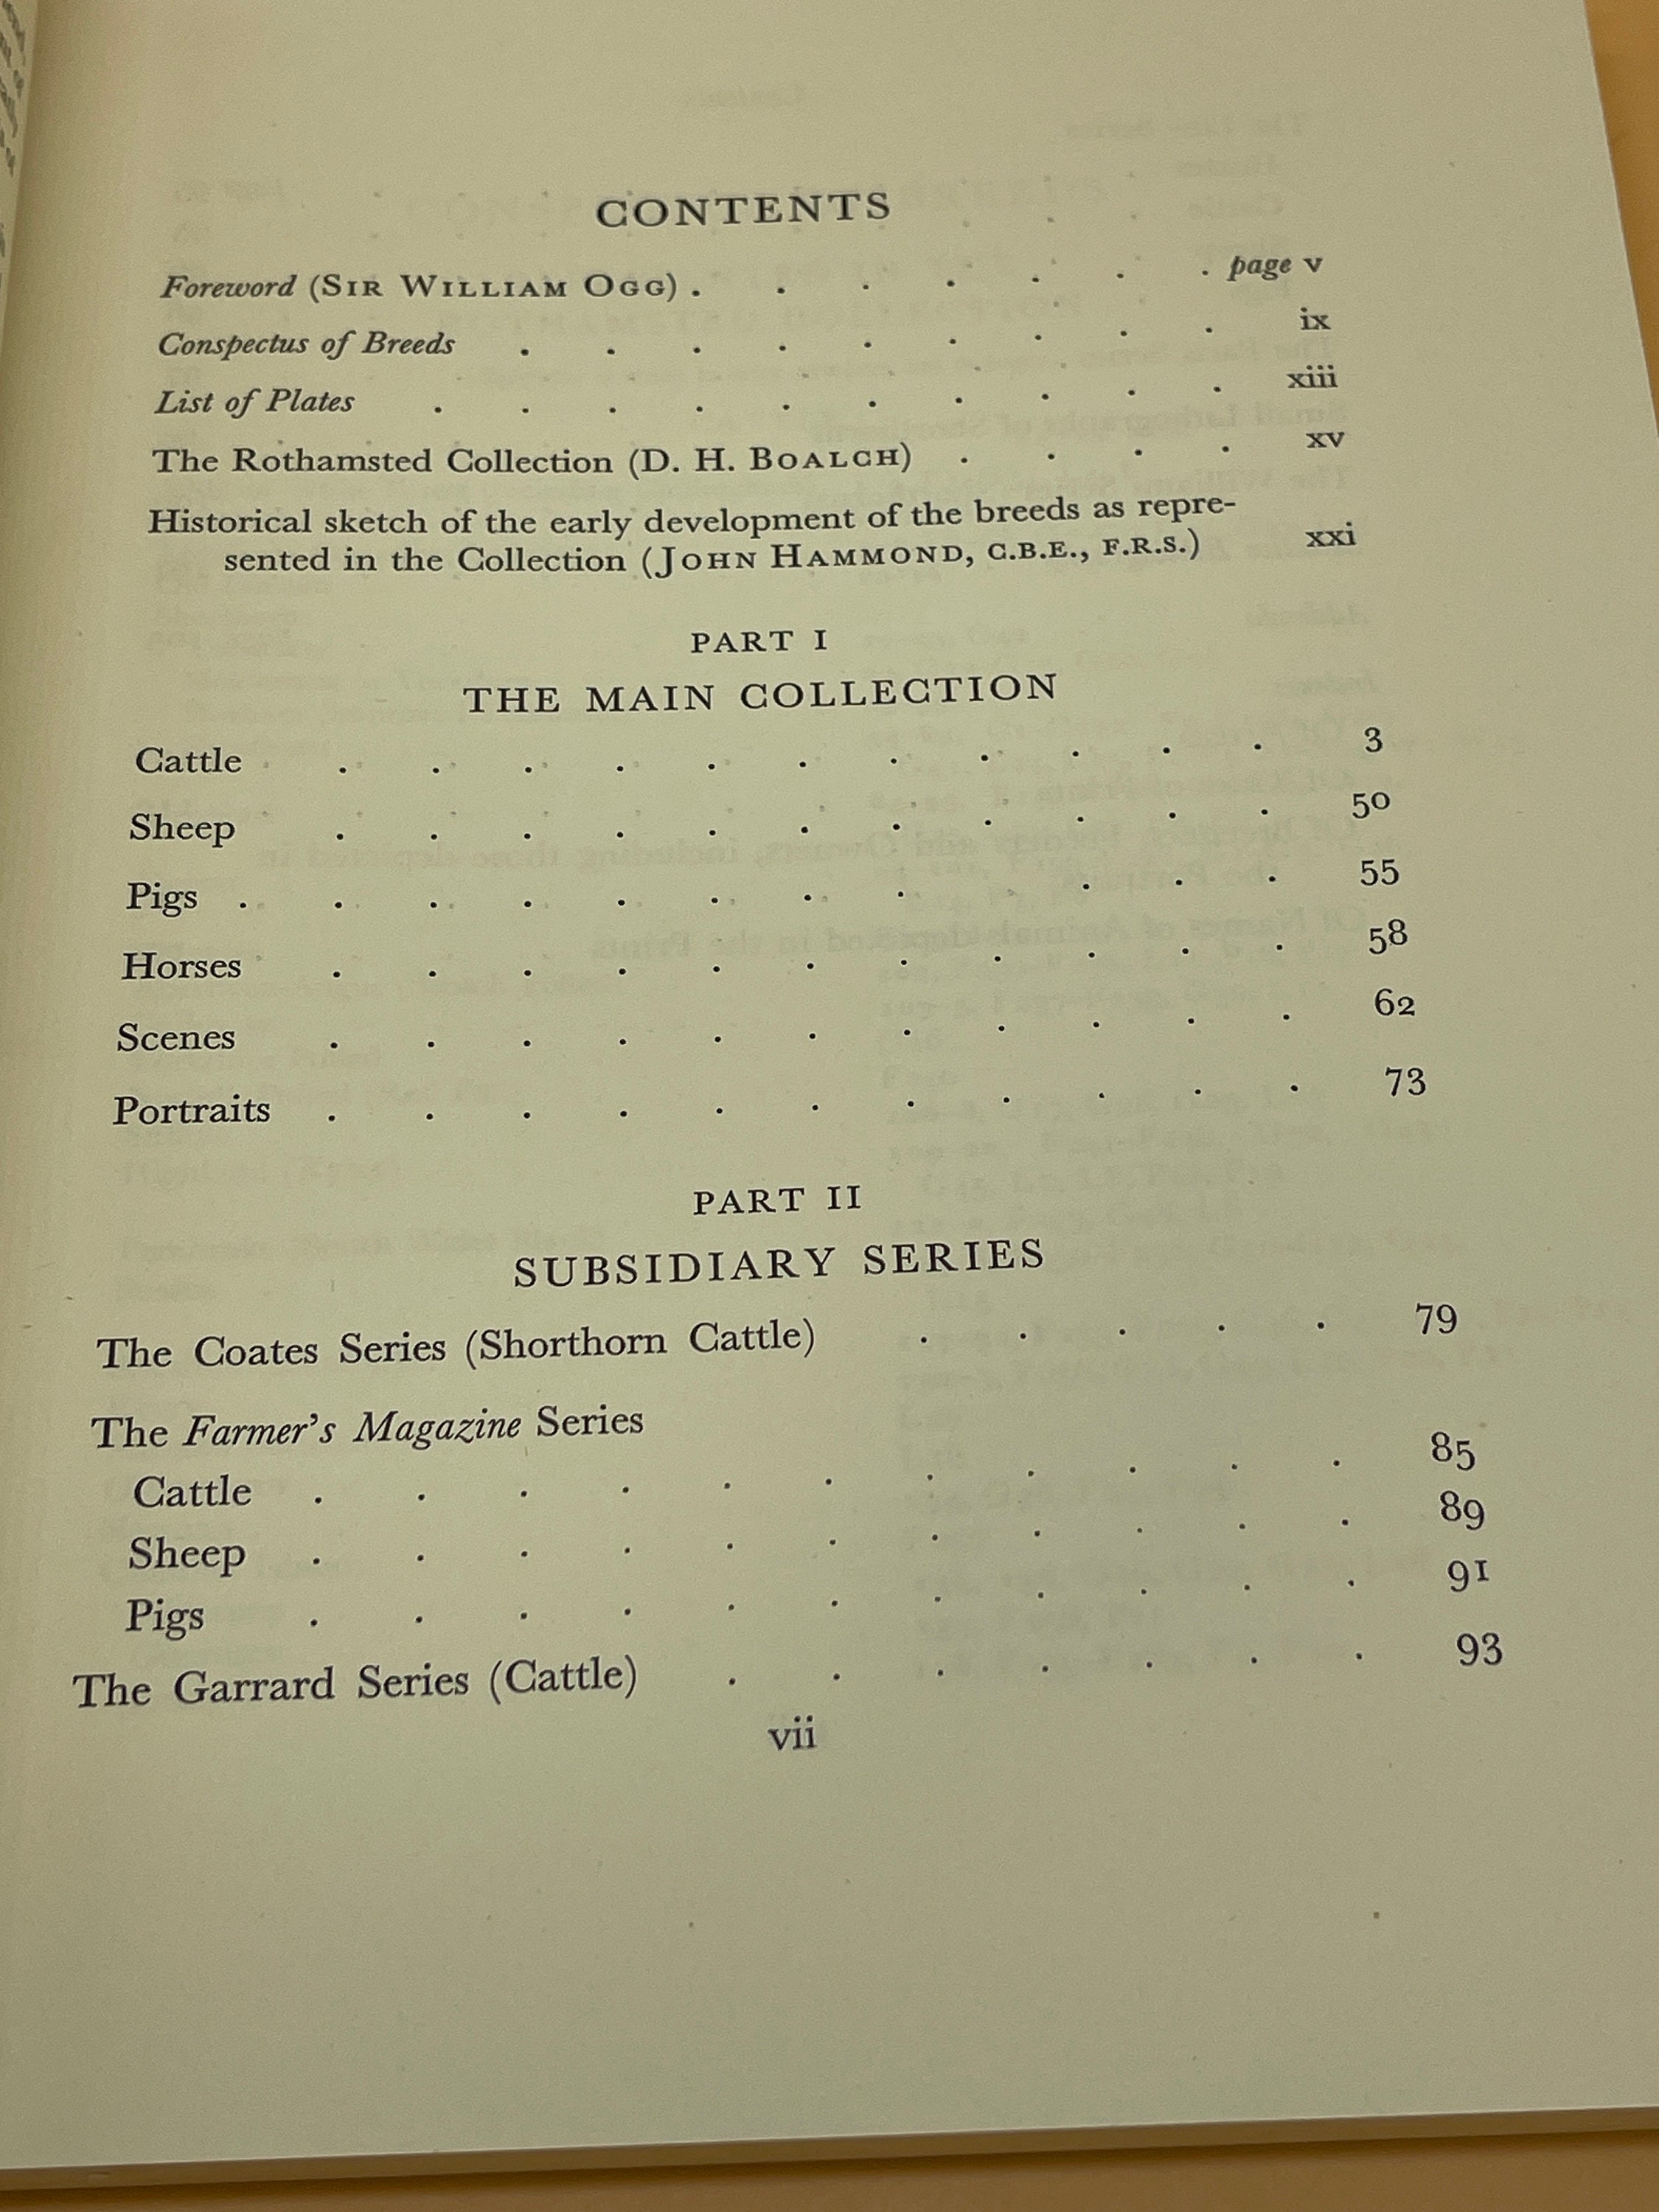 CONTENTS
Foreword (SIR WILLIAM OGG) . . . . . . . page v
Conspectus of Breeds . . . . . . . . . ix
List of Plates . . . . . . . . . . xiii
The Rothamsted Collection (D. H. BOALCH) . . . . xv
Historical sketch of the early development of the breeds as repre-
sented in the Collection (JOHN HAMMOND, C.B.E., F.R.S.) xxi
PART I
THE MAIN COLLECTION
Cattle . . . . . . . . . . . 3
Sheep . . . . . . . . . . . 50
Pigs . . . . . . . . . . . 55
Horses . . . . . . . . . . . 58
Scenes . . . . . . . . . . . 62
Portraits . . . . . . . . . . . 73
PART II
SUBSIDIARY SERIES
The Coates Series (Shorthorn Cattle) . . . . . 79
The Farmer's Magazine Series
Cattle . . . . . . . . . . . 85
Sheep . . . . . . . . . . . 89
Pigs . . . . . . . . . . . 91
The Garrard Series (Cattle) . . . . . . . 93
vii